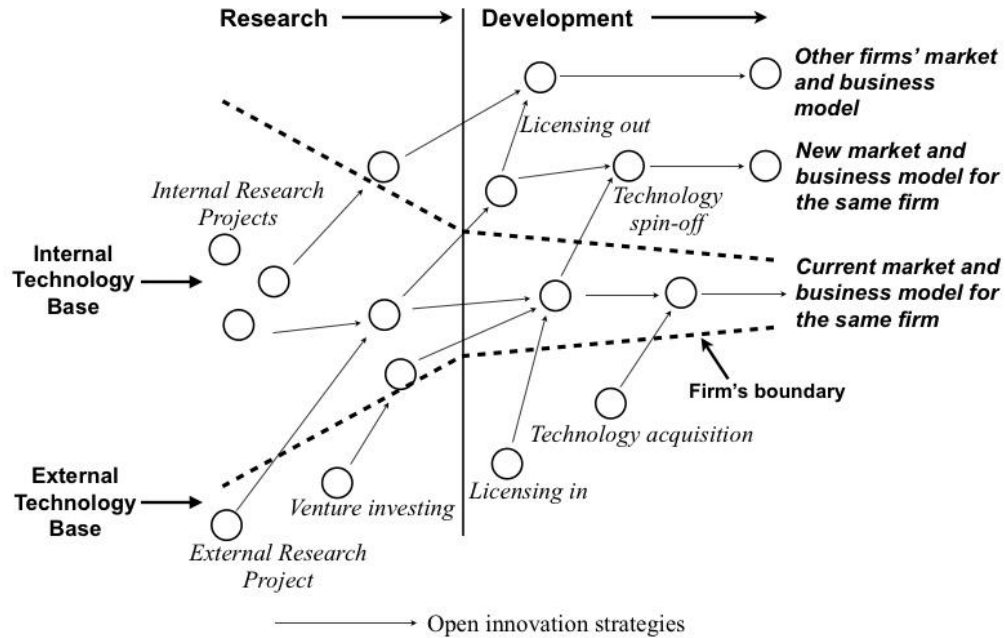 Research
Development
Other firms' market
and business
model
Licensing out
New market and
business model for
the same firm
Internal Research
Projects
Technology
spin-off
Internal
Technology
Base
Current market and
business model for
the same firm
Firm's boundary
Technology acquisition
External
Technology
Base
Venture investing
Licensing in
External Research
Project
Open innovation strategies